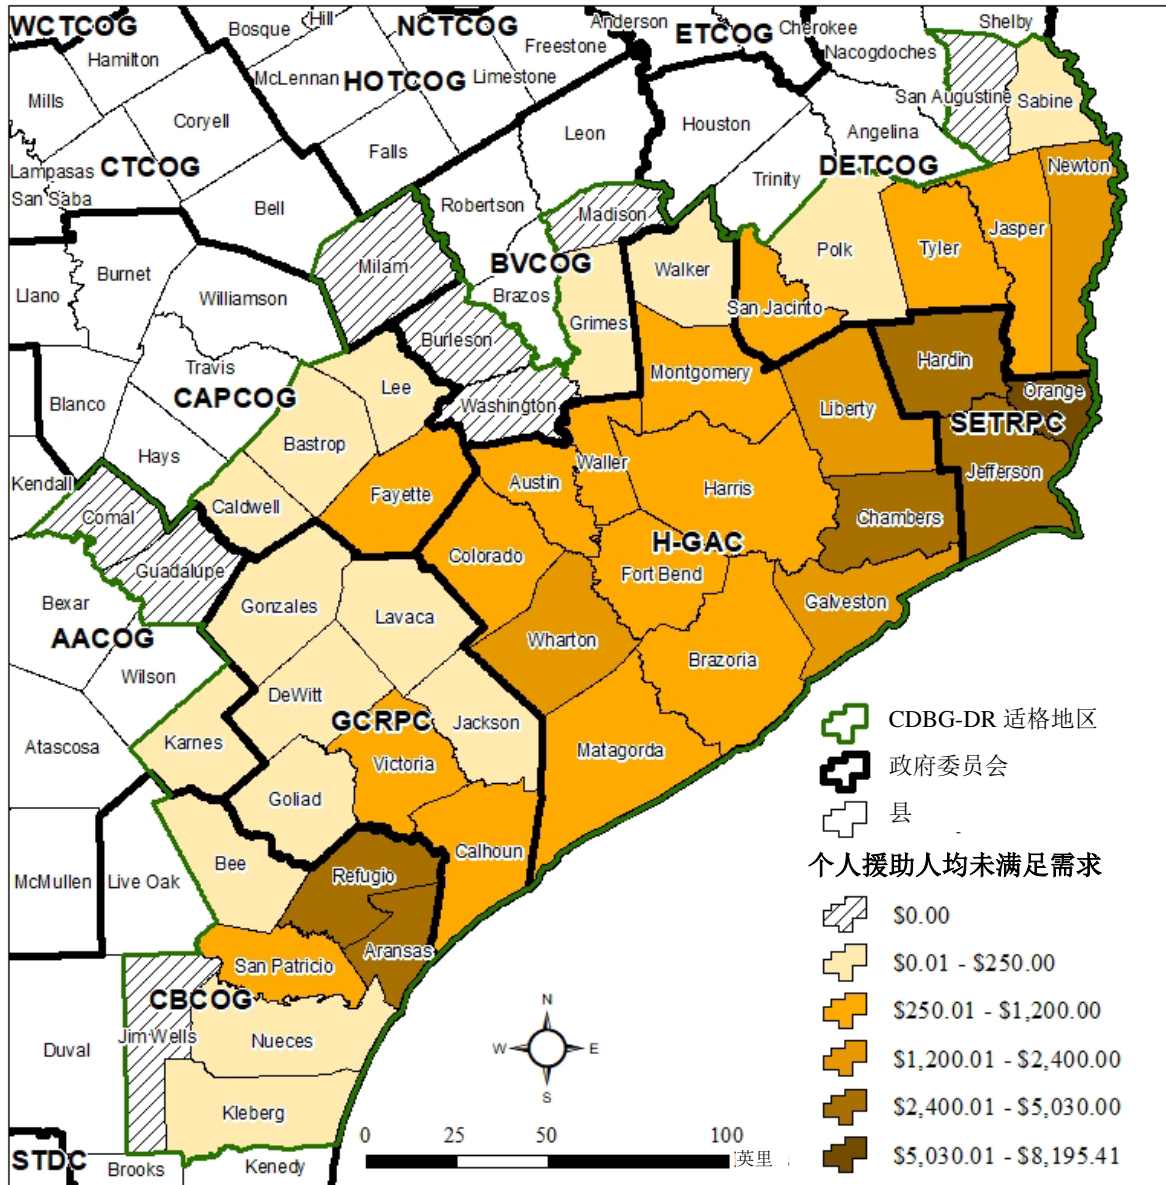 WCTCOG
Hill
Bosque
NCTCOG
Anderson
ETCOG
Cherokee
Shelby
Hamilton
Freestone
Nacogdoches
McLennan
HOTCOG
Limestone
Mills
San Augustine
Sabine
Coryell
Leon
Houston
Angelina
Falls
Lampasas
CTCOG
DETCOG
Newton
San Saba
Bell
Robertson
Madison
Trinity
Jasper
Burnet
Milam
BVCOG
Walker
Polk
Tyler
Llano
Williamson
Brazos
San Jacinto
Grimes
Burleson
Travis
Hardin
Montgomery
CAPCOG
Lee
Orange
Blanco
Washington
Liberty
SETRPC
Bastrop
Hays
Waller
Jefferson
Kendall
Austin
Harris
Fayette
Caldwell
Comal
Chambers
H-GAC
Colorado
Guadalupe
Fort Bend
Bexar
Gonzales
Galveston
Lavaca
AACOG
Wharton
Brazoria
Wilson
DeWitt
GCRPC
Jackson
CDBG-DR 适格地区
Atascosa
Karnes
Matagorda
Victoria
政府委员会
Goliad
县
Calhoun
Bee
个人援助人均未满足需求
McMullen
Live Oak
Refugio
$0.00
Aransas
San Patricio
$0.01 - $250.00
CBCOG
N
$250.01 - $1,200.00
Jim Wells
Nueces
Duval
W
E
$1,200.01 - $2,400.00
S
Kleberg
$2,400.01 - $5,030.00
0 25 50 100
英里
STDC
Brooks
Kenedy
$5,030.01 - $8,195.41